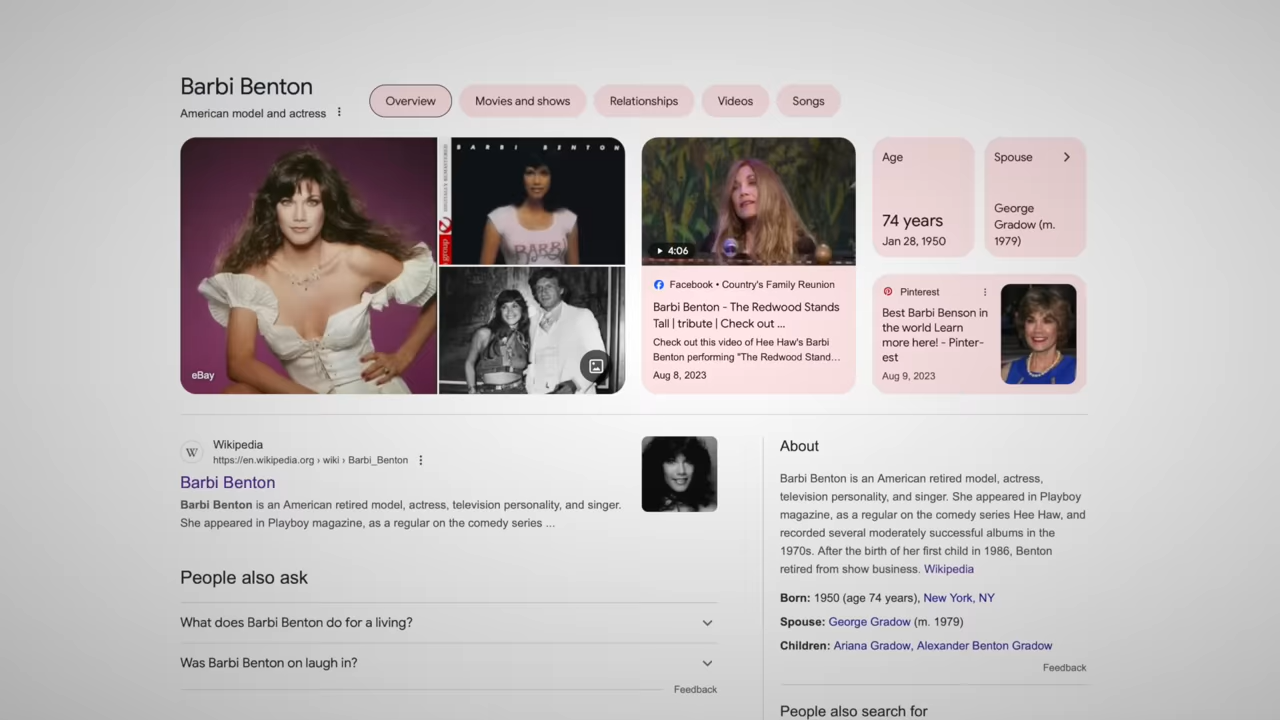 Barbi Benton
American model and actress
Overview
Movies and shows
Relationships
Videos
Songs
eBay
BARBI BENTON
BARBI
4:06
Facebook • Country's Family Reunion
Barbi Benton - The Redwood Stands
Tall | tribute | Check out ...
Check out this video of Hee Haw's Barbi
Benton performing "The Redwood Stand...
Aug 8, 2023
Age
74 years
Jan 28, 1950
Spouse
George
Gradow (m.
1979)
Pinterest
Best Barbi Benson in
the world Learn
more here! - Pinter-
est
Aug 9, 2023
W
Wikipedia
https://en.wikipedia.org › wiki › Barbi_Benton
Barbi Benton
Barbi Benton is an American retired model, actress, television personality, and singer.
She appeared in Playboy magazine, as a regular on the comedy series ...
People also ask
What does Barbi Benton do for a living?
Was Barbi Benton on laugh in?
Feedback
About
Barbi Benton is an American retired model, actress,
television personality, and singer. She appeared in Playboy
magazine, as a regular on the comedy series Hee Haw, and
recorded several moderately successful albums in the
1970s. After the birth of her first child in 1986, Benton
retired from show business. Wikipedia
Born: 1950 (age 74 years), New York, NY
Spouse: George Gradow (m. 1979)
Children: Ariana Gradow, Alexander Benton Gradow
Feedback
People also search for